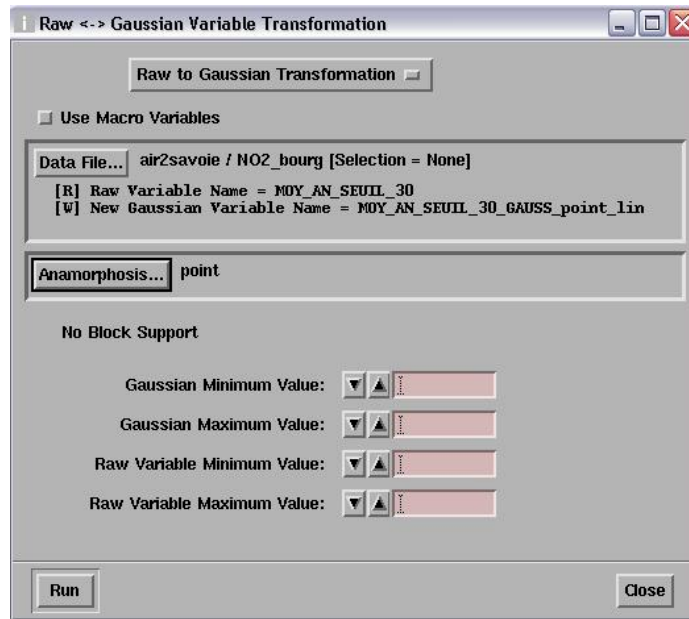 Raw <-> Gaussian Variable Transformation
Raw to Gaussian Transformation
Use Macro Variables
Data File... air2savoie / NO2_bourg [Selection = None]
[R] Raw Variable Name = MOY_AN_SEUIL_30
[W] New Gaussian Variable Name = MOY_AN_SEUIL_30_GAUSS_point_lin
Anamorphosis... point
No Block Support
Gaussian Minimum Value:
Gaussian Maximum Value:
Raw Variable Minimum Value:
Raw Variable Maximum Value:
Run Close